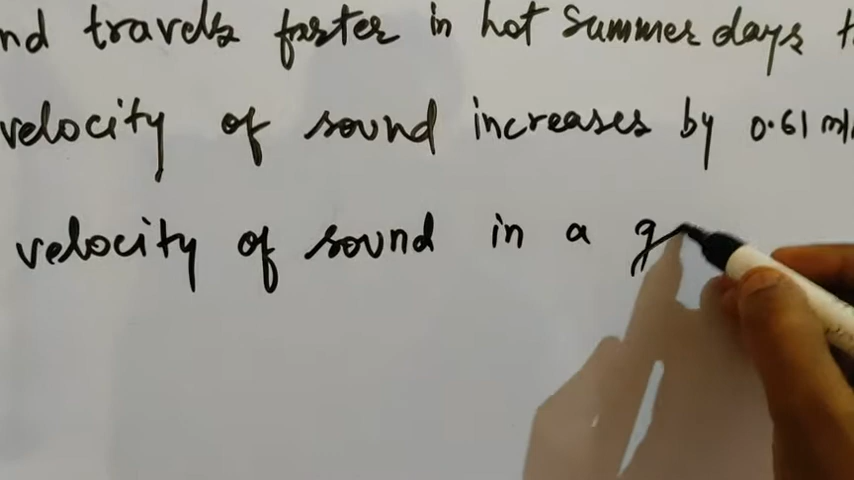 nd travels faster in hot summer days t
velocity of sound increases by 0.61 m/
velocity of sound in a g